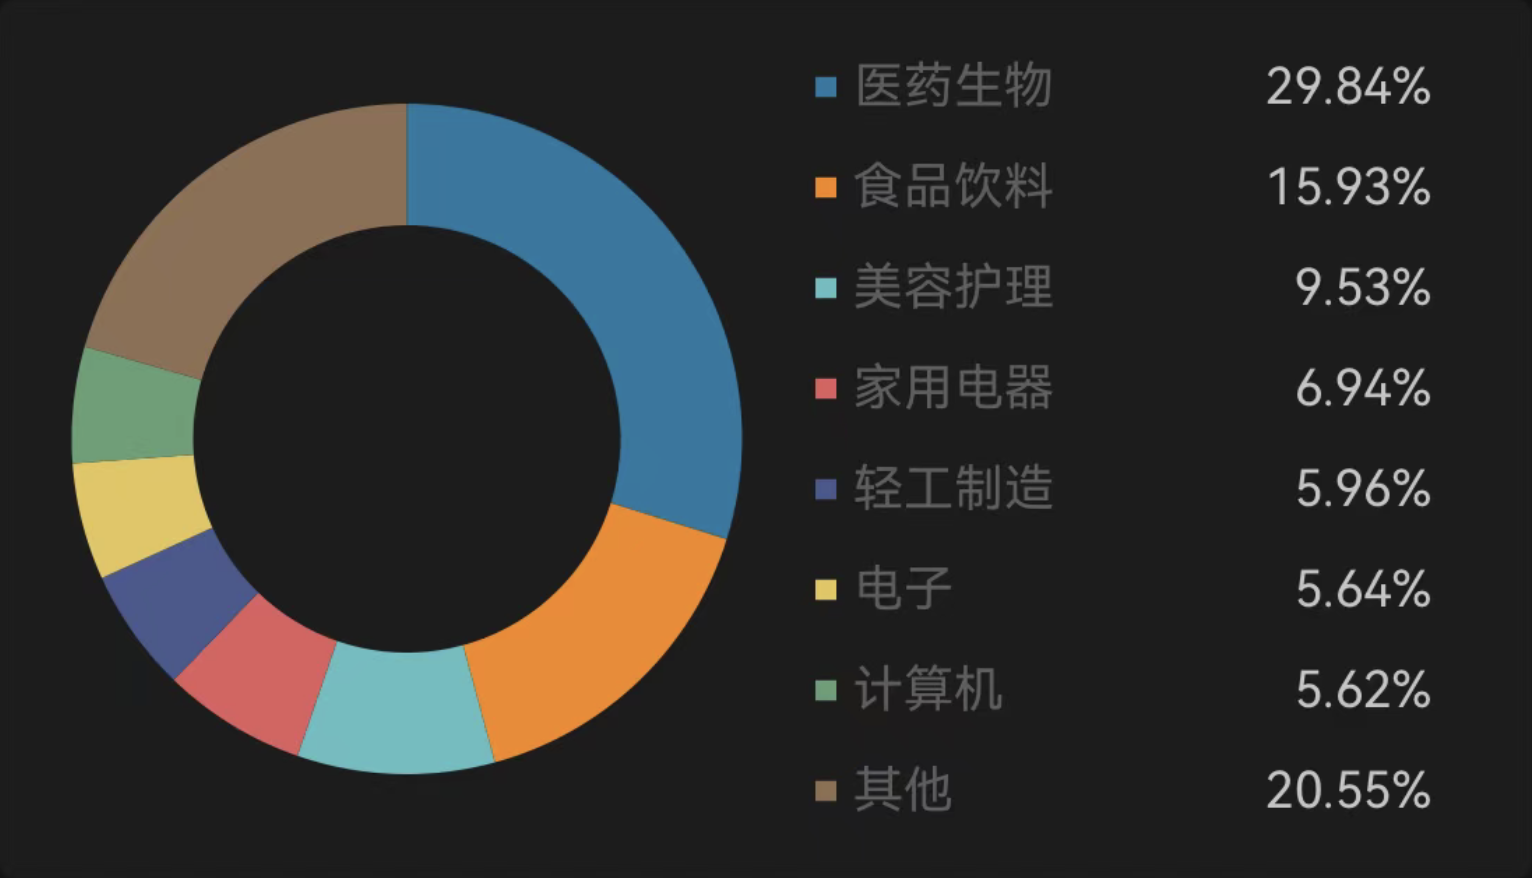 医药生物 29.84%
食品饮料 15.93%
美容护理 9.53%
家用电器 6.94%
轻工制造 5.96%
电子 5.64%
计算机 5.62%
其他 20.55%